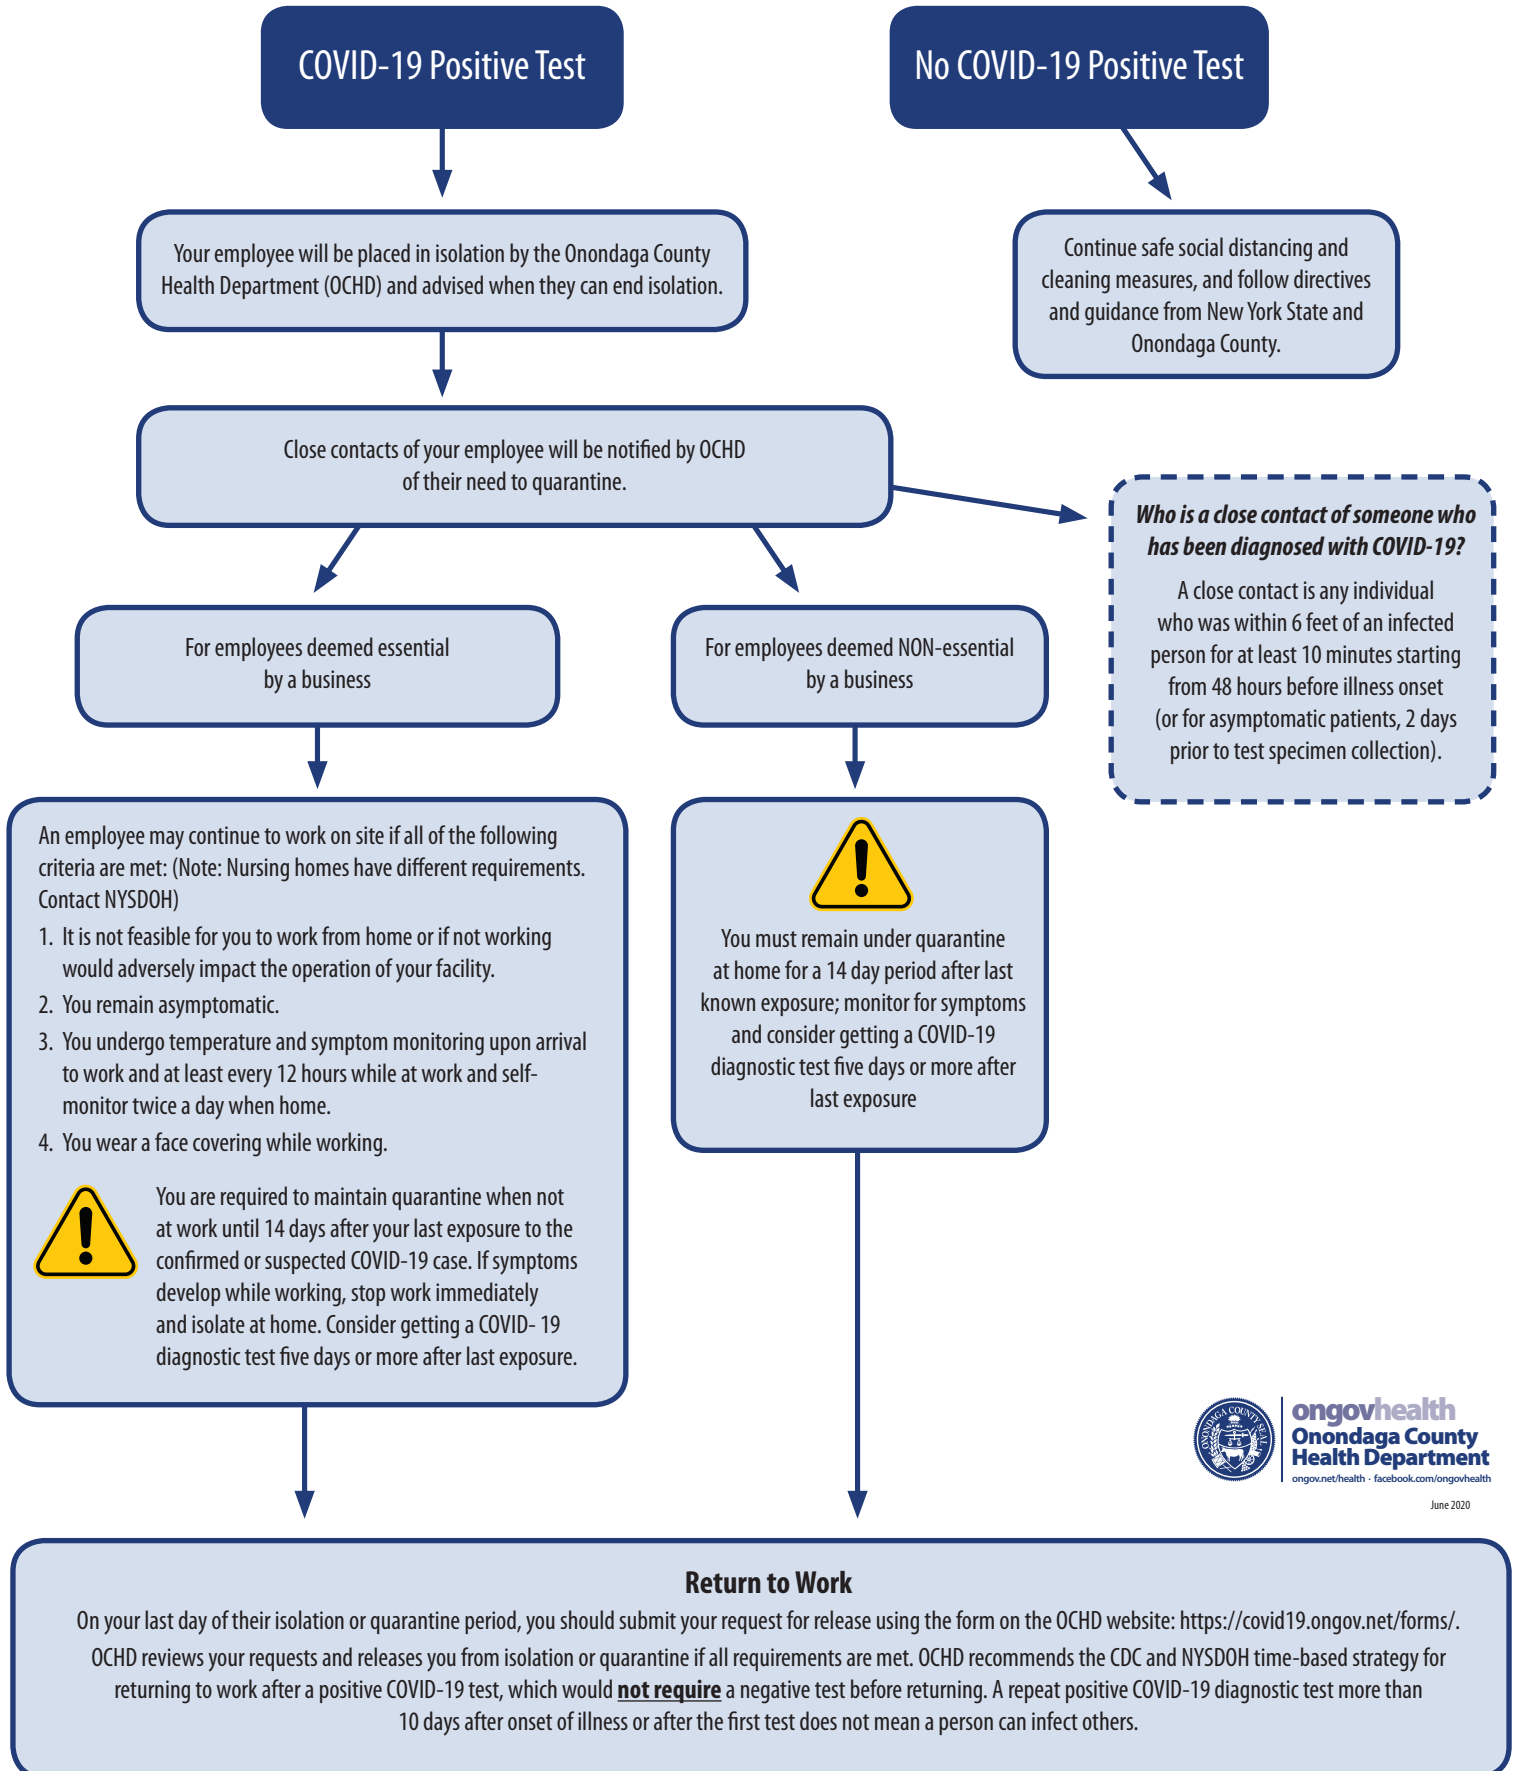 COVID-19 Positive Test
No COVID-19 Positive Test
Your employee will be placed in isolation by the Onondaga County
Health Department (OCHD) and advised when they can end isolation.
Continue safe social distancing and
cleaning measures, and follow directives
and guidance from New York State and
Onondaga County.
Close contacts of your employee will be notified by OCHD
of their need to quarantine.
Who is a close contact of someone who
has been diagnosed with COVID-19?
A close contact is any individual
who was within 6 feet of an infected
person for at least 10 minutes starting
from 48 hours before illness onset
(or for asymptomatic patients, 2 days
prior to test specimen collection).
For employees deemed essential
by a business
For employees deemed NON-essential
by a business
An employee may continue to work on site if all of the following
criteria are met: (Note: Nursing homes have different requirements.
Contact NYSDOH)
1. It is not feasible for you to work from home or if not working
would adversely impact the operation of your facility.
2. You remain asymptomatic.
3. You undergo temperature and symptom monitoring upon arrival
to work and at least every 12 hours while at work and self-
monitor twice a day when home.
4. You wear a face covering while working.
You are required to maintain quarantine when not
at work until 14 days after your last exposure to the
confirmed or suspected COVID-19 case. If symptoms
develop while working, stop work immediately
and isolate at home. Consider getting a COVID- 19
diagnostic test five days or more after last exposure.
You must remain under quarantine
at home for a 14 day period after last
known exposure; monitor for symptoms
and consider getting a COVID-19
diagnostic test five days or more after
last exposure
ONONDAGA COUNTY SEAL
ongovhealth
Onondaga County
Health Department
ongov.net/health · facebook.com/ongovhealth
June 2020
Return to Work
On your last day of their isolation or quarantine period, you should submit your request for release using the form on the OCHD website: https://covid19.ongov.net/forms/.
OCHD reviews your requests and releases you from isolation or quarantine if all requirements are met. OCHD recommends the CDC and NYSDOH time-based strategy for
returning to work after a positive COVID-19 test, which would not require a negative test before returning. A repeat positive COVID-19 diagnostic test more than
10 days after onset of illness or after the first test does not mean a person can infect others.